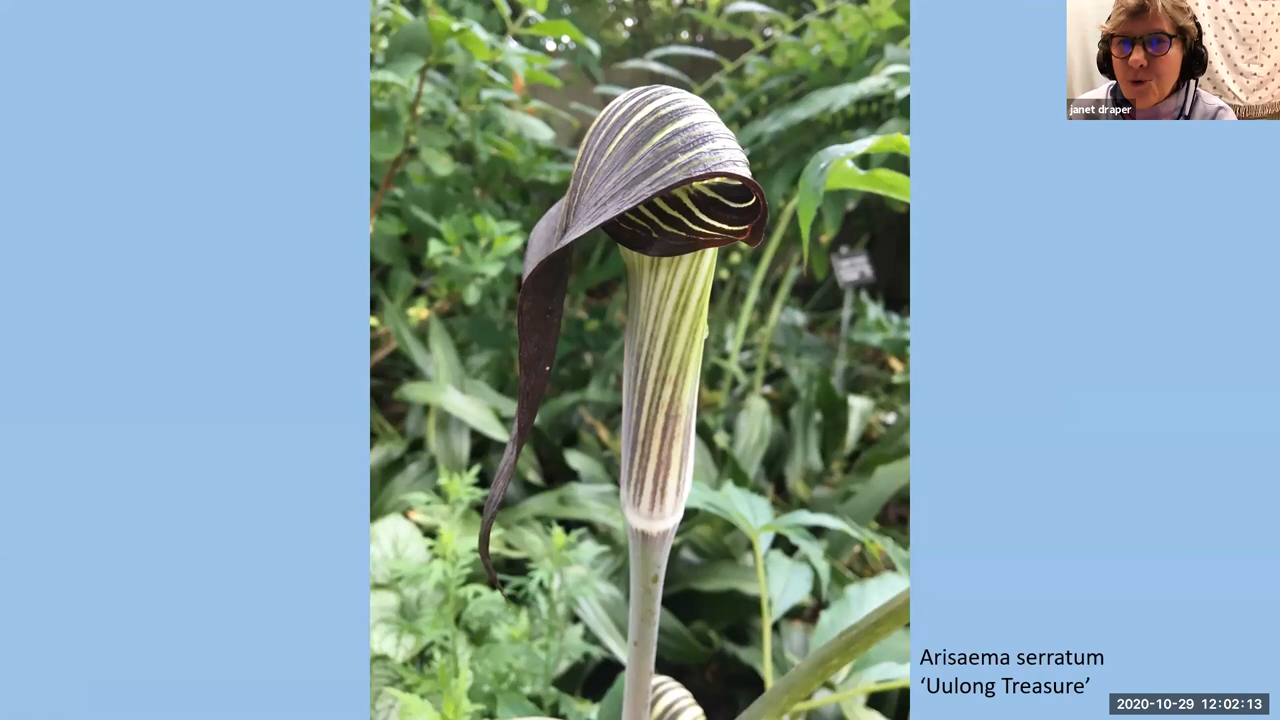 janet draper
Arisaema serratum
‘Uulong Treasure’
2020-10-29 12:02:13